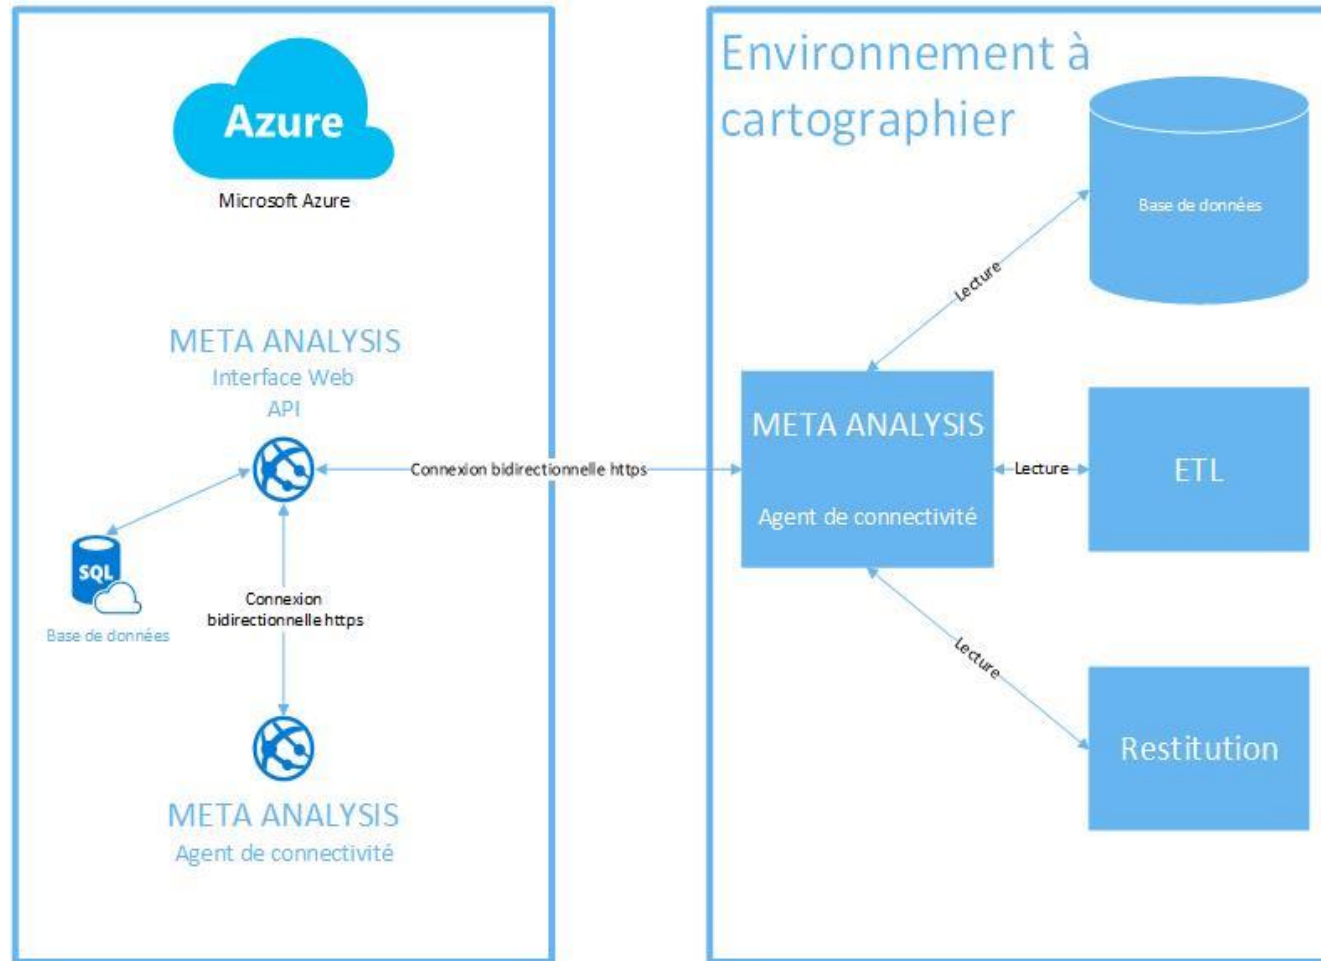 Azure
Microsoft Azure
META ANALYSIS
Interface Web
API
Connexion bidirectionnelle https
SQL
Base de données
Connexion
bidirectionnelle https
META ANALYSIS
Agent de connectivité
Environnement à
cartographier
Base de données
Lecture
META ANALYSIS
Agent de connectivité
Lecture
ETL
Lecture
Restitution